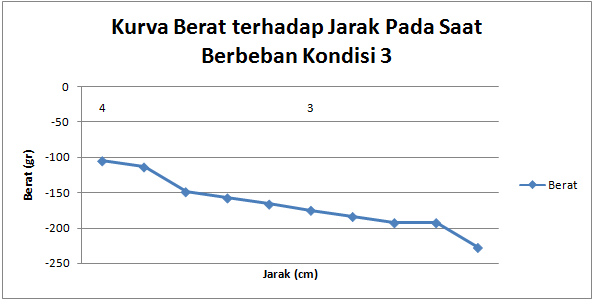 Kurva Berat terhadap Jarak Pada Saat
Berbeban Kondisi 3
0
4
3
-50
-100
-150
-200
-250
Berat (gr)
Jarak (cm)
Berat